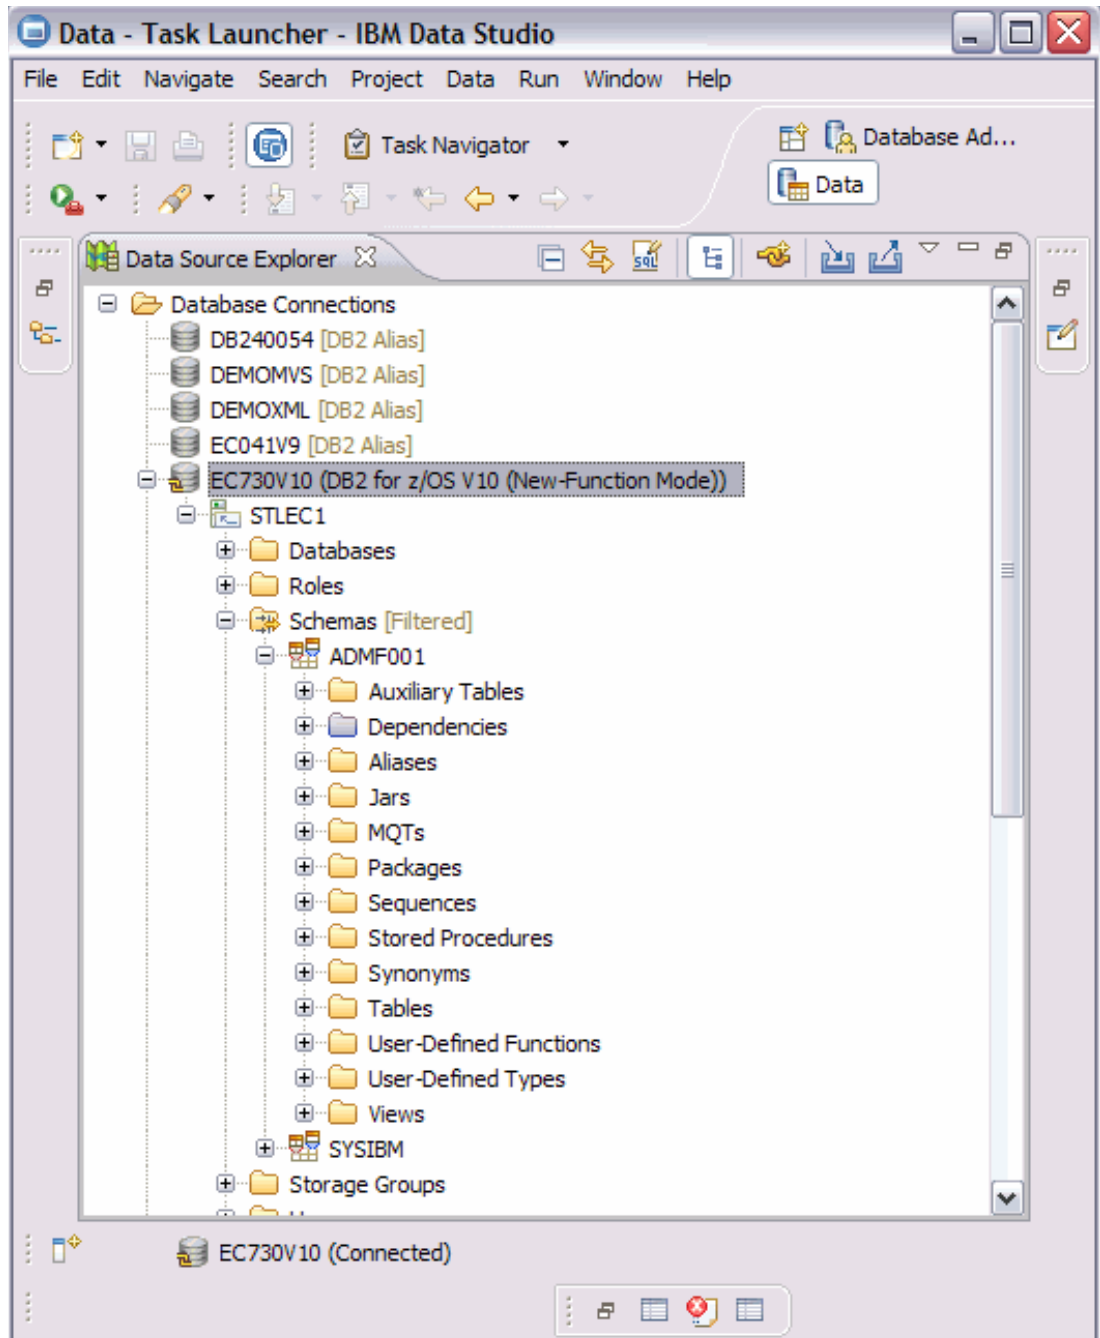 Data - Task Launcher - IBM Data Studio
File Edit Navigate Search Project Data Run Window Help
Task Navigator
Database Ad...
Data
Data Source Explorer
SQL
Database Connections
DB240054 [DB2 Alias]
DEMOMVS [DB2 Alias]
DEMOXML [DB2 Alias]
EC041V9 [DB2 Alias]
EC730V10 (DB2 for z/OS V10 (New-Function Mode))
STLEC1
Databases
Roles
Schemas [Filtered]
ADMF001
Auxiliary Tables
Dependencies
Aliases
Jars
MQTs
Packages
Sequences
Stored Procedures
Synonyms
Tables
User-Defined Functions
User-Defined Types
Views
SYSIBM
Storage Groups
EC730V10 (Connected)